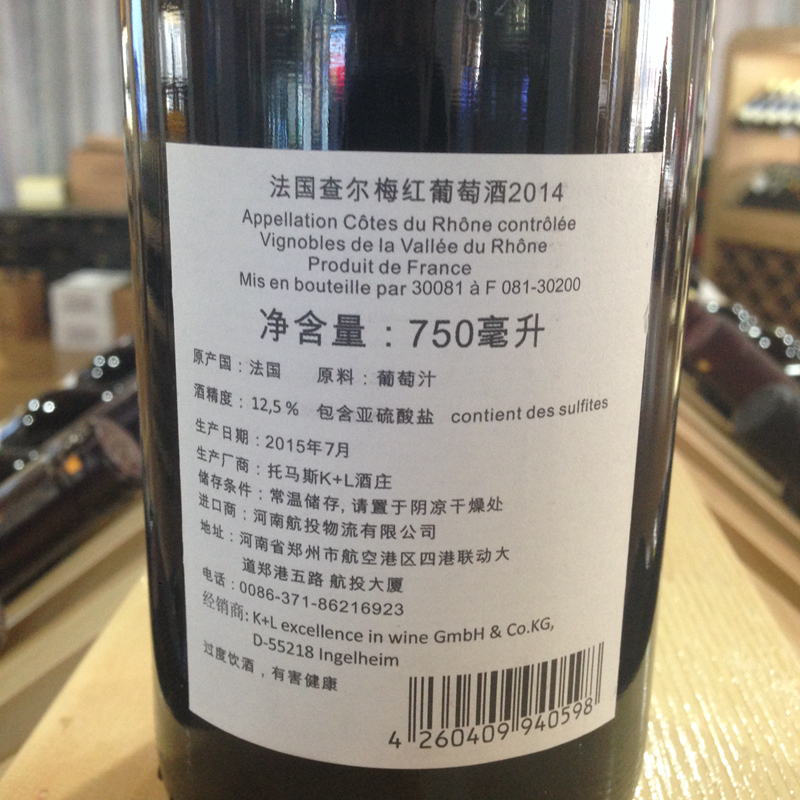 法国查尔梅红葡萄酒2014
Appellation Côtes du Rhône contrôlée
Vignobles de la Vallée du Rhône
Produit de France
Mis en bouteille par 30081 à F 081-30200
净含量：750毫升
原产国：法国 原料：葡萄汁
酒精度：12,5% 包含亚硫酸盐 contient des sulfites
生产日期：2015年7月
生产厂商：托马斯K+L酒庄
储存条件：常温储存, 请置于阴凉干燥处
进口商：河南航投物流有限公司
地址：河南省郑州市航空港区四港联动大
道郑港五路 航投大厦
电话：0086-371-86216923
经销商: K+L excellence in wine GmbH & Co.KG,
D-55218 Ingelheim
过度饮酒，有害健康
4 260409 940598